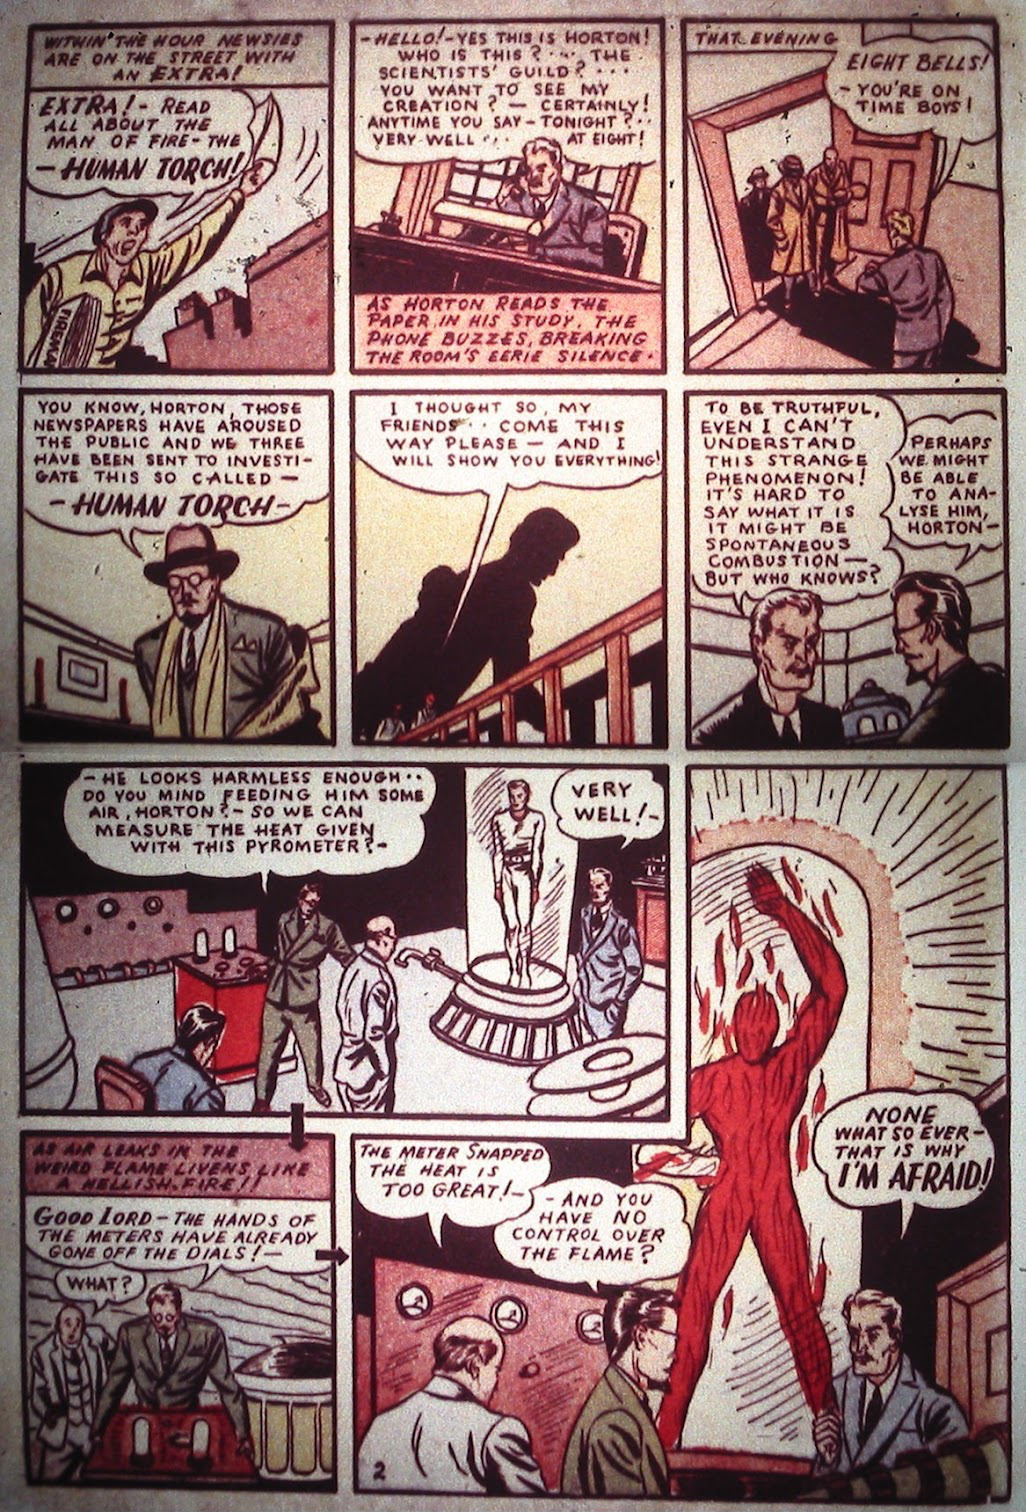 WITHIN THE HOUR NEWSIES
ARE ON THE STREET WITH
AN EXTRA!
EXTRA!- READ
ALL ABOUT THE
MAN OF FIRE-THE
-HUMAN TORCH!
FIREMAN
-HELLO!-YES THIS IS HORTON!
WHO IS THIS?... THE
SCIENTISTS' GUILD?...
YOU WANT TO SEE MY
CREATION?- CERTAINLY!
ANYTIME YOU SAY-TONIGHT?..
VERY WELL... AT EIGHT!
AS HORTON READS THE
PAPER, IN HIS STUDY, THE
PHONE BUZZES, BREAKING
THE ROOM'S EERIE SILENCE.
THAT EVENING
EIGHT BELLS!
-YOU'RE ON
TIME BOYS!
YOU KNOW, HORTON, THOSE
NEWSPAPERS HAVE AROUSED
THE PUBLIC AND WE THREE
HAVE BEEN SENT TO INVESTI-
GATE THIS SO CALLED-
-HUMAN TORCH-
I THOUGHT SO, MY
FRIENDS.. COME THIS
WAY PLEASE - AND I
WILL SHOW YOU EVERYTHING!
TO BE TRUTHFUL,
EVEN I CAN'T
UNDERSTAND
THIS STRANGE
PHENOMENON!
IT'S HARD TO
SAY WHAT IT IS
IT MIGHT BE
SPONTANEOUS
COMBUSTION-
BUT WHO KNOWS?
PERHAPS
WE MIGHT
BE ABLE
TO ANA-
LYSE HIM,
HORTON-
-HE LOOKS HARMLESS ENOUGH..
DO YOU MIND FEEDING HIM SOME
AIR, HORTON?-SO WE CAN
MEASURE THE HEAT GIVEN
WITH THIS PYROMETER?-
VERY
WELL!-
AS AIR LEAKS IN THE
WEIRD FLAME LIVENS LIKE
A HELLISH-FIRE!!
GOOD LORD-THE HANDS OF
THE METERS HAVE ALREADY
GONE OFF THE DIALS!-
WHAT?
THE METER SNAPPED
THE HEAT IS
TOO GREAT!-
-AND YOU
HAVE NO
CONTROL OVER
THE FLAME?
NONE
WHAT SO EVER-
THAT IS WHY
I'M AFRAID!
2